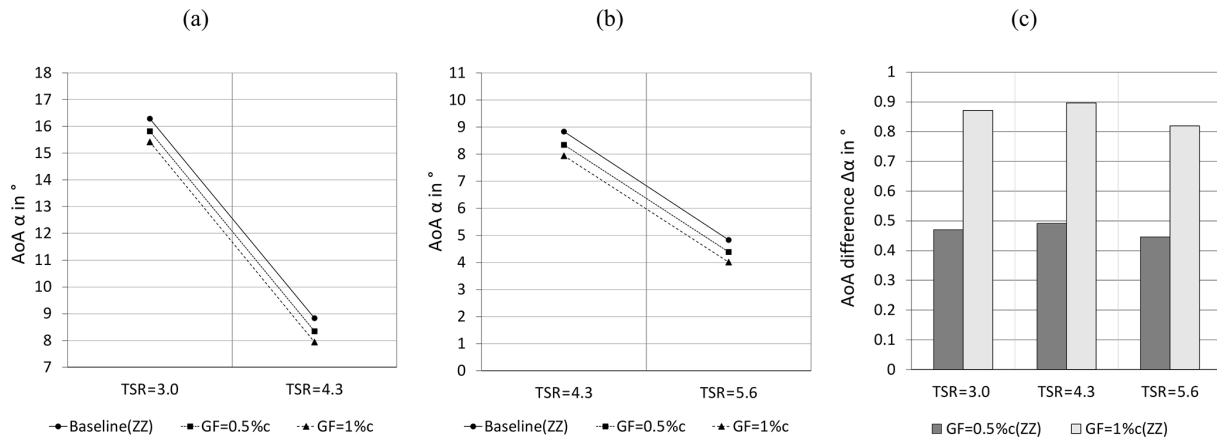 (a)
AoA α in °
18
17
16
15
14
13
12
11
10
9
8
7
TSR=3.0 TSR=4.3
Baseline(ZZ) GF=0.5%c GF=1%c
(b)
AoA α in °
11
10
9
8
7
6
5
4
3
2
1
0
TSR=4.3 TSR=5.6
Baseline(ZZ) GF=0.5%c GF=1%c
(c)
AoA difference Δα in °
1
0.9
0.8
0.7
0.6
0.5
0.4
0.3
0.2
0.1
0
TSR=3.0 TSR=4.3 TSR=5.6
GF=0.5%c(ZZ) GF=1%c(ZZ)